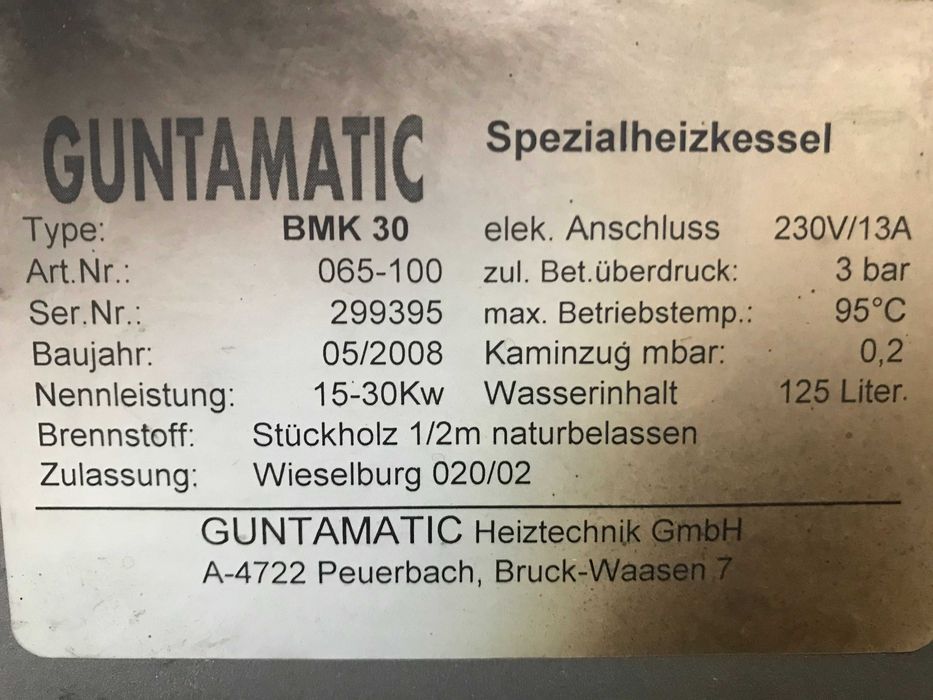 GUNTAMATIC Spezialheizkessel
Type: BMK 30 elek. Anschluss 230V/13A
Art.Nr.: 065-100 zul. Bet.überdruck: 3 bar
Ser.Nr.: 299395 max. Betriebstemp.: 95°C
Baujahr: 05/2008 Kaminzug mbar: 0,2
Nennleistung: 15-30Kw Wasserinhalt 125 Liter.
Brennstoff: Stückholz 1/2m naturbelassen
Zulassung: Wieselburg 020/02
GUNTAMATIC Heiztechnik GmbH
A-4722 Peuerbach, Bruck-Waasen 7